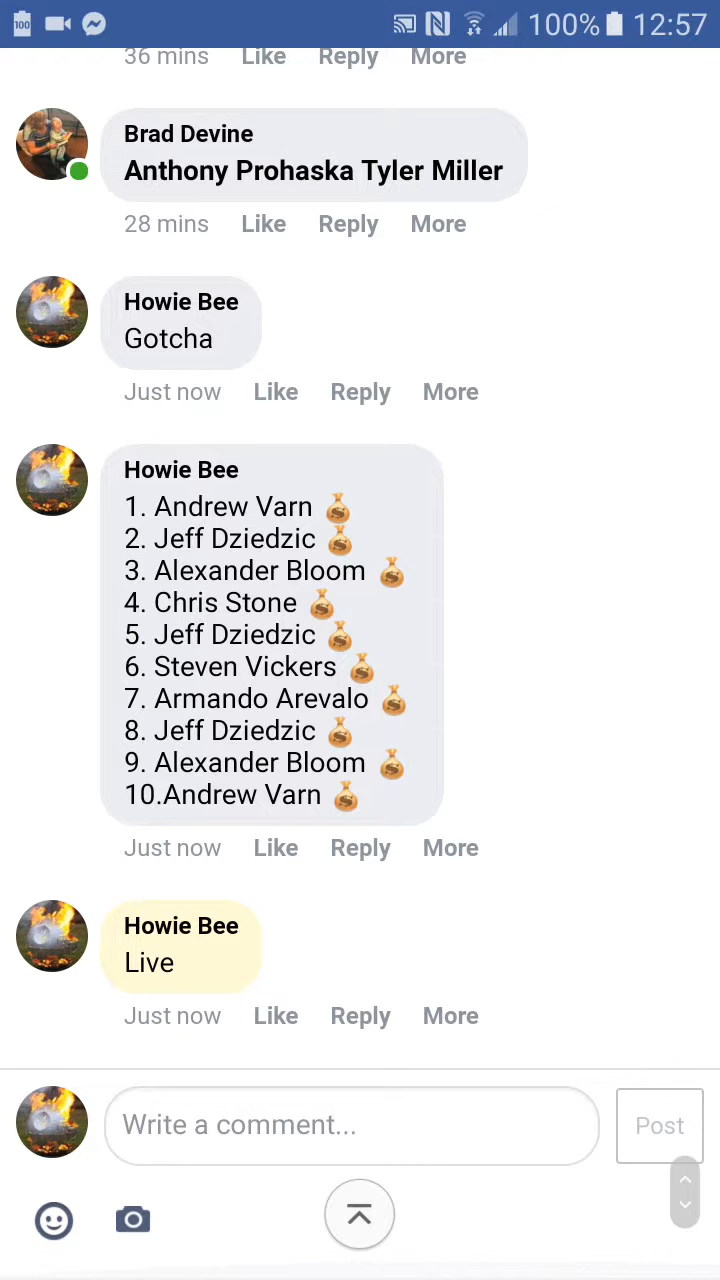 100 100% 12:57
36 mins Like Reply More
Brad Devine
Anthony Prohaska Tyler Miller
28 mins Like Reply More
Howie Bee
Gotcha
Just now Like Reply More
Howie Bee
1. Andrew Varn 💰
2. Jeff Dziedzic 💰
3. Alexander Bloom 💰
4. Chris Stone 💰
5. Jeff Dziedzic 💰
6. Steven Vickers 💰
7. Armando Arevalo 💰
8. Jeff Dziedzic 💰
9. Alexander Bloom 💰
10.Andrew Varn 💰
Just now Like Reply More
Howie Bee
Live
Just now Like Reply More
Write a comment... Post